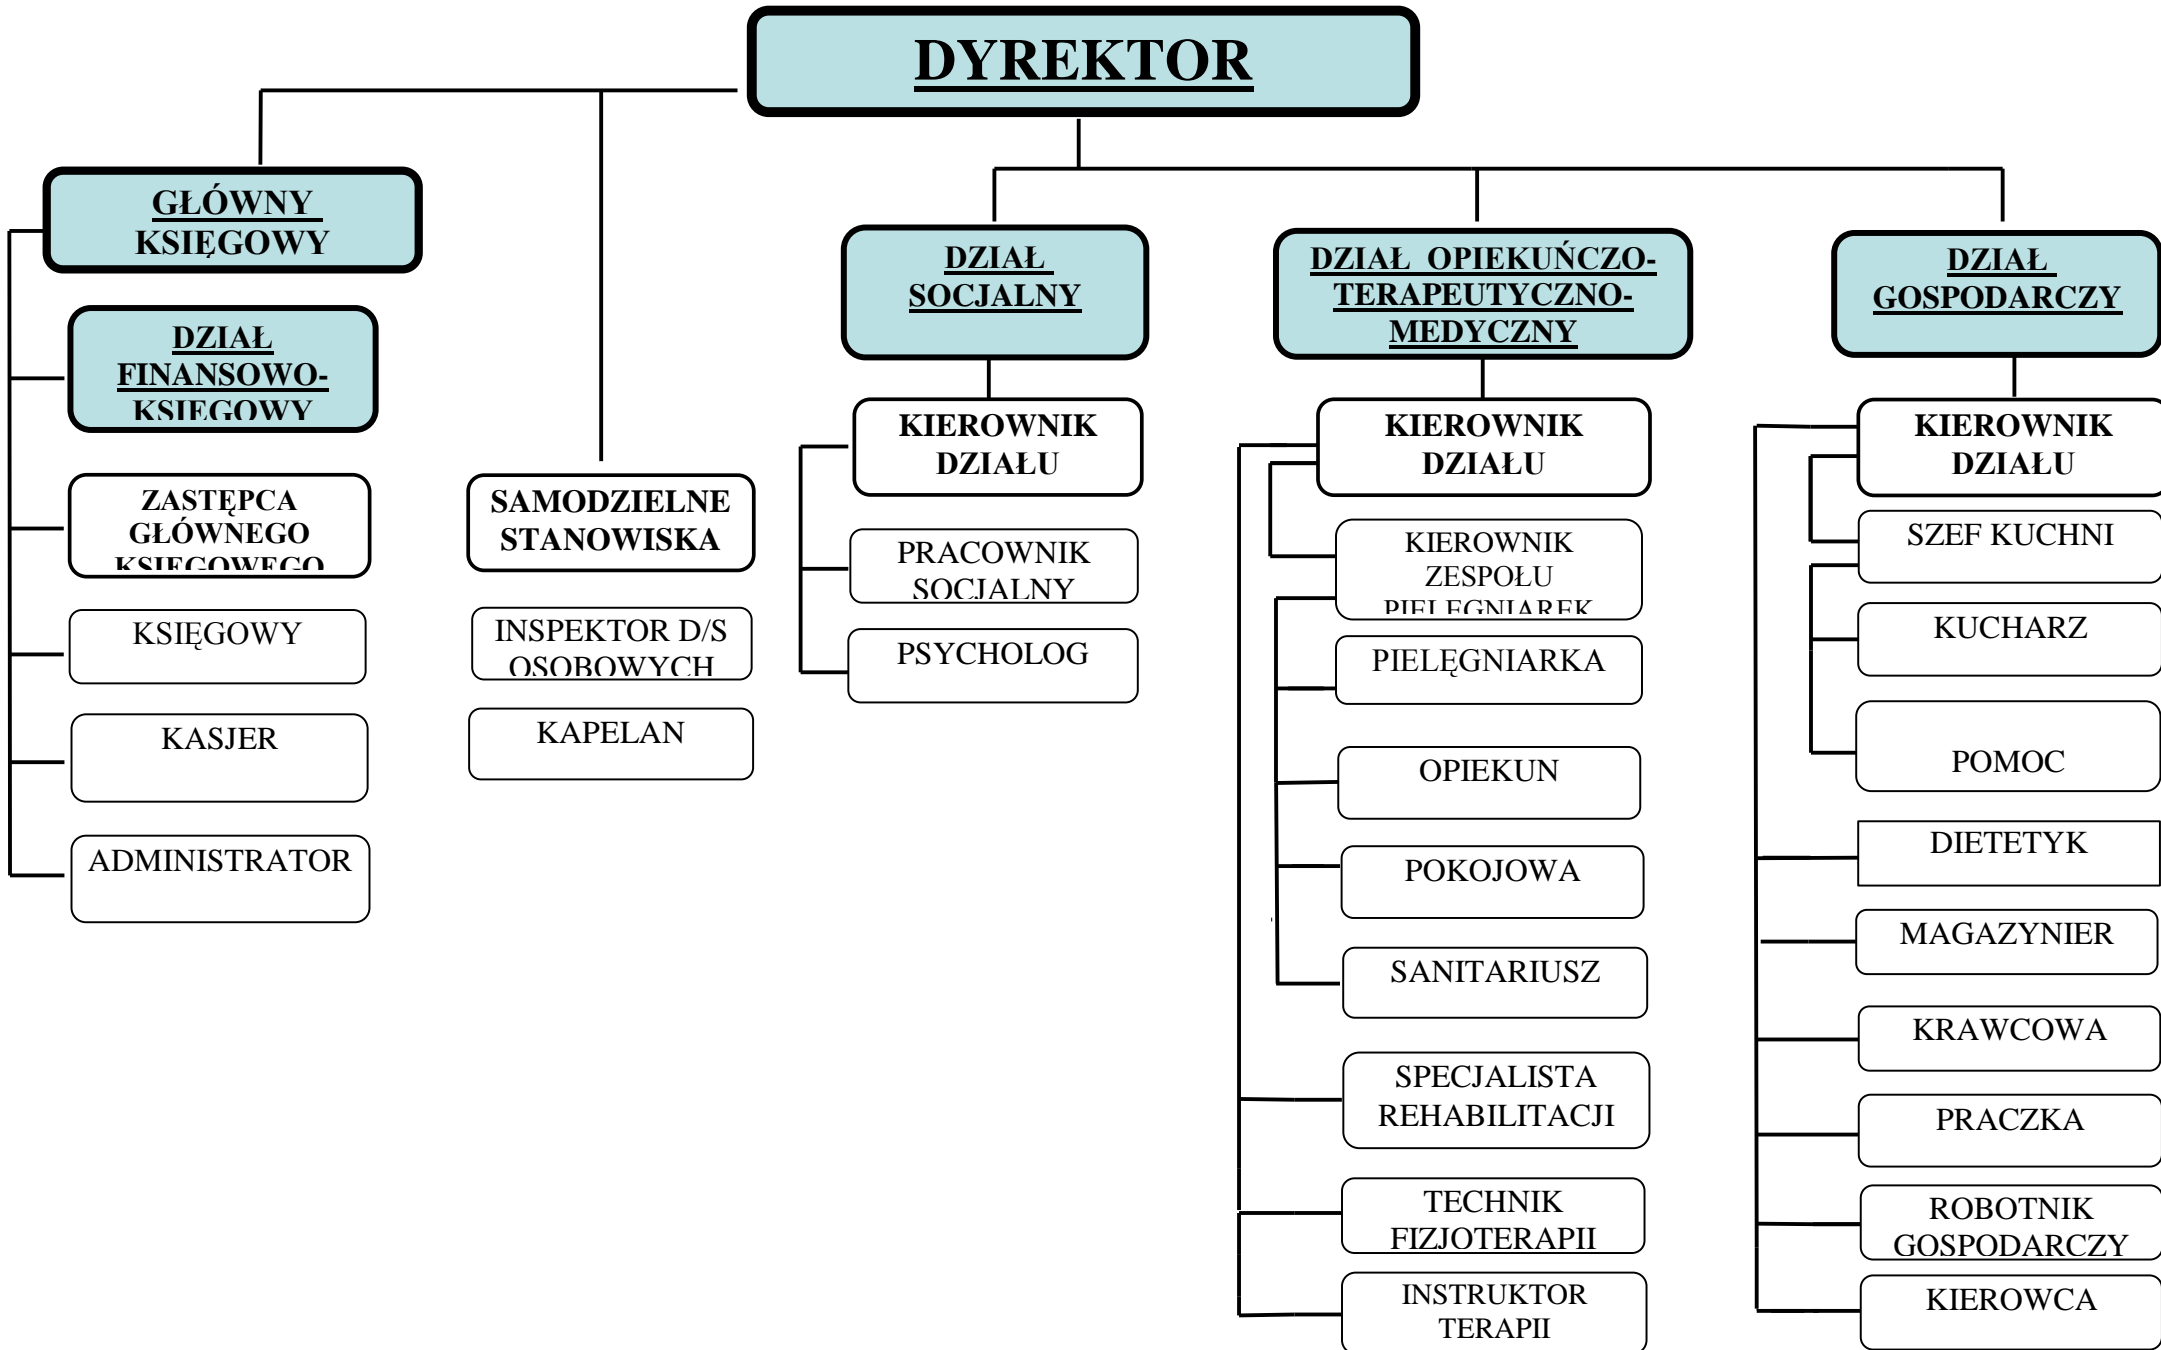 DYREKTOR
GŁÓWNY
KSIĘGOWY
DZIAŁ
FINANSOWO-
KSIĘGOWY
ZASTĘPCA
GŁÓWNEGO
KSIĘGOWEGO
KSIĘGOWY
KASJER
ADMINISTRATOR
SAMODZIELNE
STANOWISKA
INSPEKTOR D/S
OSOBOWYCH
KAPELAN
DZIAŁ
SOCJALNY
KIEROWNIK
DZIAŁU
PRACOWNIK
SOCJALNY
PSYCHOLOG
DZIAŁ OPIEKUŃCZO-
TERAPEUTYCZNO-
MEDYCZNY
KIEROWNIK
DZIAŁU
KIEROWNIK
ZESPOŁU
PIELĘGNIAREK
PIELĘGNIARKA
OPIEKUN
POKOJOWA
SANITARIUSZ
SPECJALISTA
REHABILITACJI
TECHNIK
FIZJOTERAPII
INSTRUKTOR
TERAPII
DZIAŁ
GOSPODARCZY
KIEROWNIK
DZIAŁU
SZEF KUCHNI
KUCHARZ
POMOC
DIETETYK
MAGAZYNIER
KRAWCOWA
PRACZKA
ROBOTNIK
GOSPODARCZY
KIEROWCA